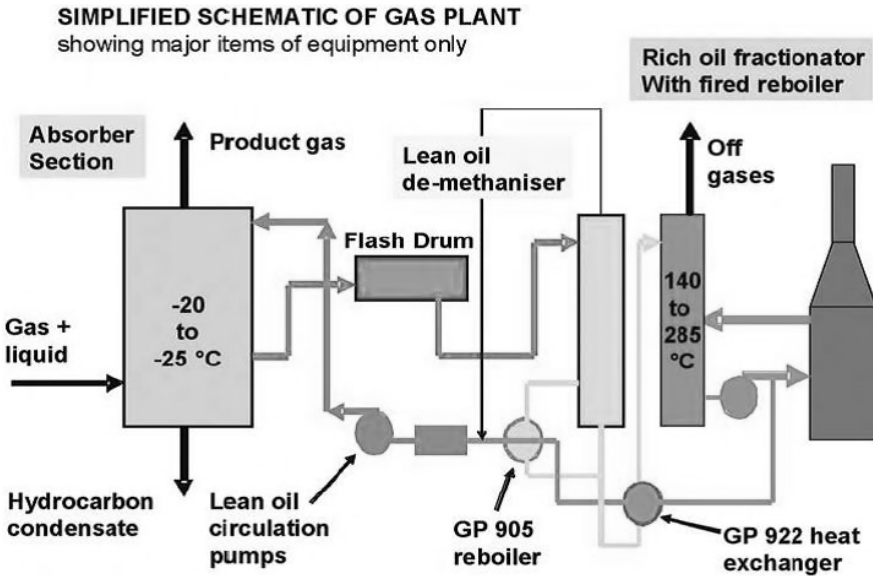 SIMPLIFIED SCHEMATIC OF GAS PLANT
showing major items of equipment only
Rich oil fractionator
With fired reboiler
Absorber
Section
Product gas
Lean oil
de-methaniser
Off
gases
Flash Drum
-20
to
-25 °C
140
to
285
°C
Gas +
liquid
Hydrocarbon
condensate
Lean oil
circulation
pumps
GP 905
reboiler
GP 922 heat
exchanger